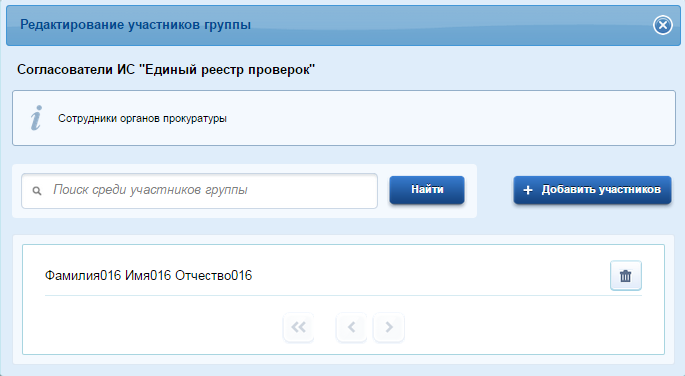 Редактирование участников группы
Согласователи ИС "Единый реестр проверок"
Сотрудники органов прокуратуры
Поиск среди участников группы
Найти
+ Добавить участников
Фамилия016 Имя016 Отчество016